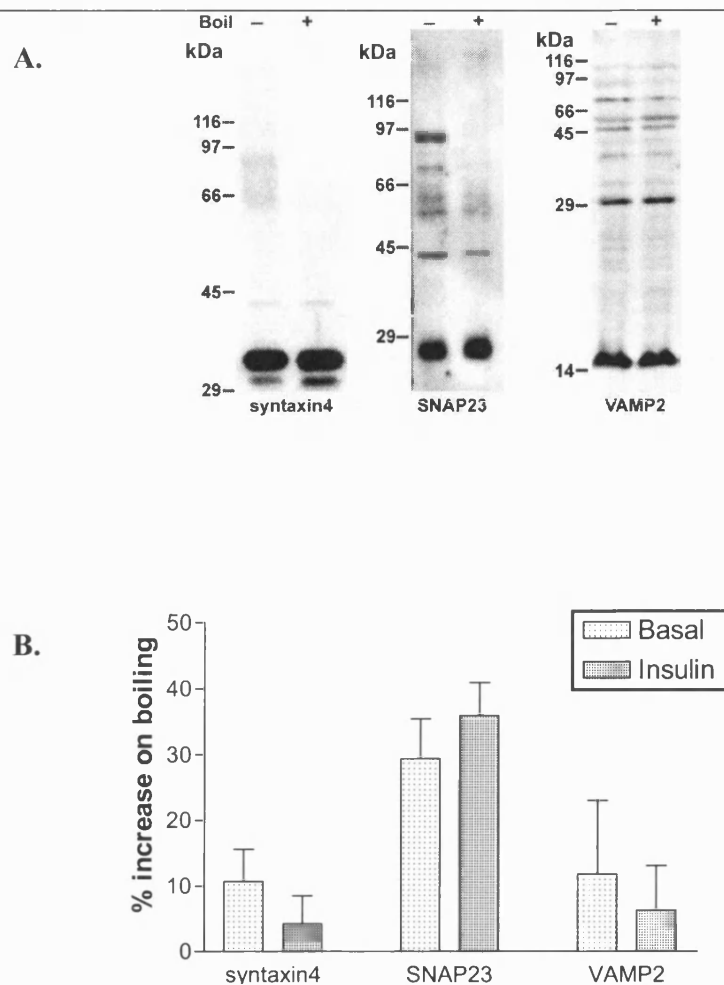 Boil – + – + – +
A.
kDa kDa kDa
116–
97–
66–
45–
29–
116–
97–
66–
45–
29–
116–
97–
66–
45–
29–
14–
syntaxin4 SNAP23 VAMP2
B.
% increase on boiling
50
40
30
20
10
0
Basal
Insulin
syntaxin4 SNAP23 VAMP2